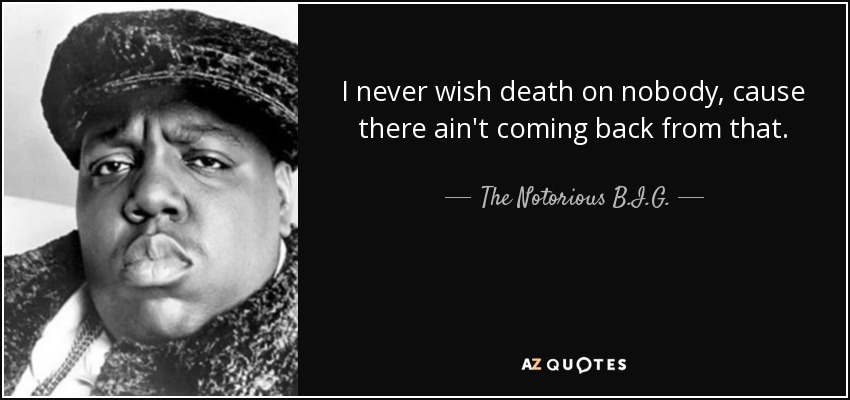 I never wish death on nobody, cause
there ain't coming back from that.
— The Notorious B.I.G. —
AZ QUOTES